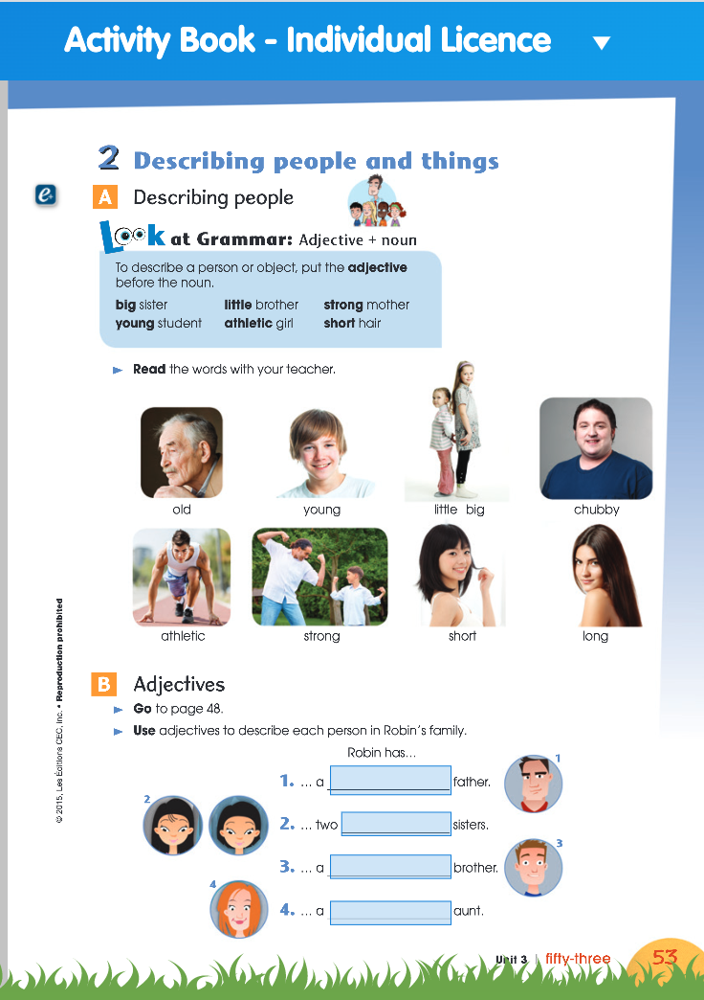 Activity Book - Individual Licence
2 Describing people and things
e+
A Describing people
Look at Grammar: Adjective + noun
To describe a person or object, put the adjective
before the noun.
big sister little brother strong mother
young student athletic girl short hair
► Read the words with your teacher.
old young little big chubby
athletic strong short long
B Adjectives
► Go to page 48.
► Use adjectives to describe each person in Robin's family.
Robin has...
1. ... a father.
1
2
2. ... two sisters.
3. ... a brother.
3
4
4. ... a aunt.
© 2015, Les Éditions CEC, Inc. • Reproduction prohibited
Unit 3 | fifty-three 53